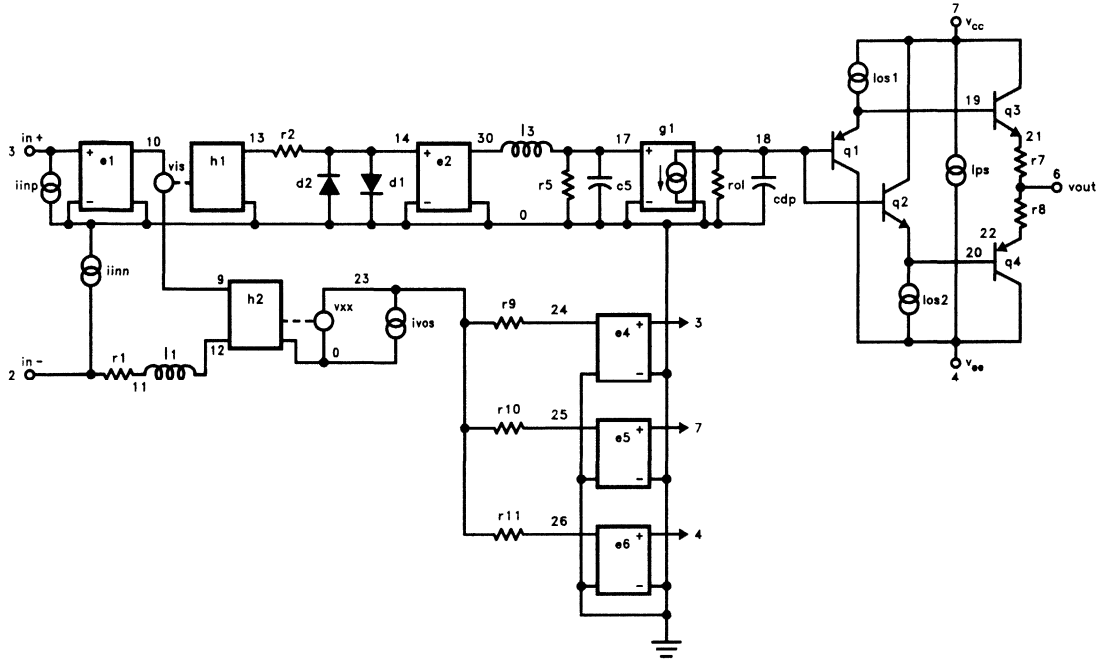 7
vcc
Ios1
19
q3
in+
3
iinp
+
e1
-
10
vis
h1
13
r2
d2
d1
14
+
e2
-
30
l3
r5
c5
17
g1
+
-
18
rol
cdp
q1
q2
Ips
21
r7
6
vout
r8
22
20
q4
Ios2
vee
4
0
iinn
9
h2
12
23
vxx
0
ivos
in-
2
r1
11
l1
r9
24
+
e4
-
3
r10
25
+
e5
-
7
r11
26
+
e6
-
4